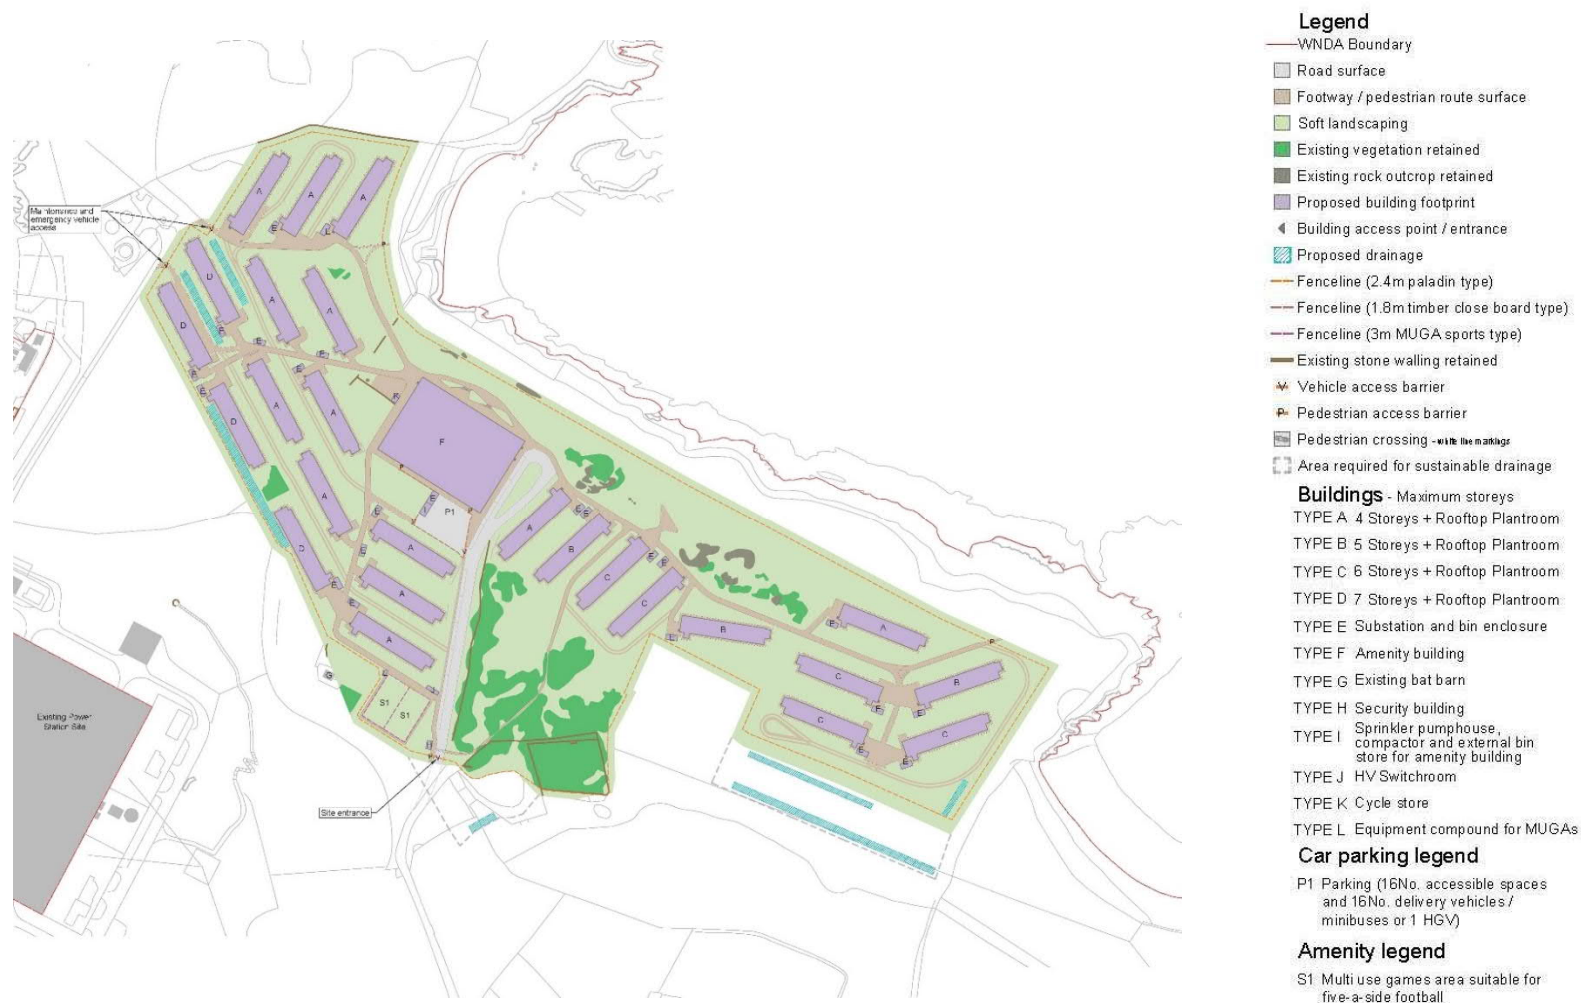 Legend
WNDA Boundary
Road surface
Footway / pedestrian route surface
Soft landscaping
Existing vegetation retained
Existing rock outcrop retained
Proposed building footprint
Building access point / entrance
Proposed drainage
Fenceline (2.4m paladin type)
Fenceline (1.8m timber close board type)
Fenceline (3m MUGA sports type)
Existing stone walling retained
V Vehicle access barrier
P Pedestrian access barrier
Pedestrian crossing - white line markings
Area required for sustainable drainage
Buildings - Maximum storeys
TYPE A 4 Storeys + Rooftop Plantroom
TYPE B 5 Storeys + Rooftop Plantroom
TYPE C 6 Storeys + Rooftop Plantroom
TYPE D 7 Storeys + Rooftop Plantroom
TYPE E Substation and bin enclosure
TYPE F Amenity building
TYPE G Existing bat barn
TYPE H Security building
TYPE I Sprinkler pumphouse,
compactor and external bin
store for amenity building
TYPE J HV Switchroom
TYPE K Cycle store
TYPE L Equipment compound for MUGAs
Car parking legend
P1 Parking (16No. accessible spaces
and 16No. delivery vehicles /
minibuses or 1 HGV)
Amenity legend
S1 Multi use games area suitable for
five-a-side football
Maintenance and
emergency vehicle
access
A
A
A
E
L
D
A
A
D
E
E
E
E
A
A
D
F
A
P1
A
B
C
C
D
A
A
A
B
A
C
B
C
C
S1
S1
G
Existing Power
Station Site
Site entrance